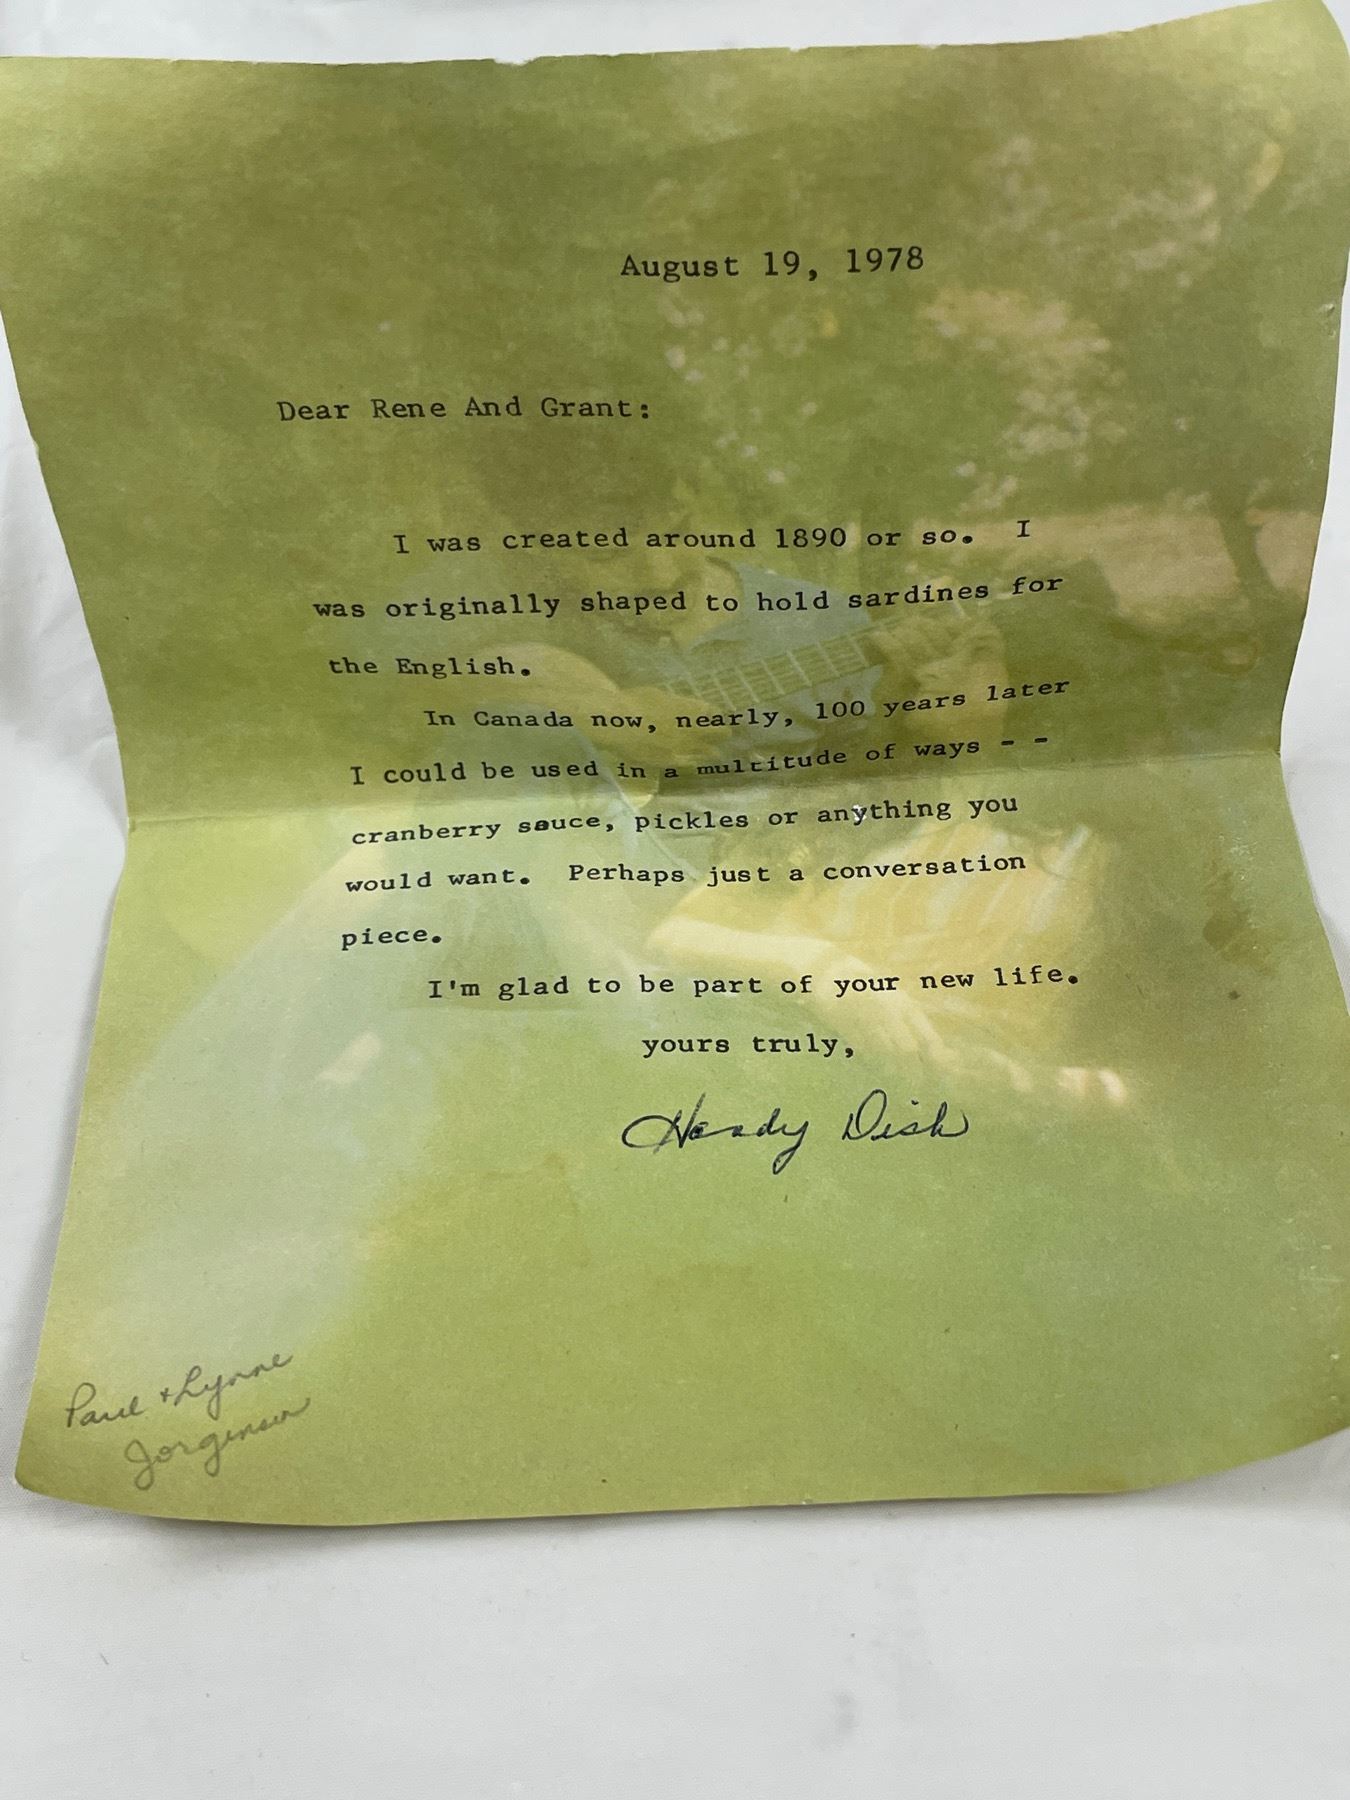 August 19, 1978
Dear Rene And Grant:
I was created around 1890 or so. I
was originally shaped to hold sardines for
the English.
In Canada now, nearly, 100 years later
I could be used in a multitude of ways - -
cranberry sauce, pickles or anything you
would want. Perhaps just a conversation
piece.
I'm glad to be part of your new life.
yours truly,
Handy Dish
Paul + Lynne
Jorgensen